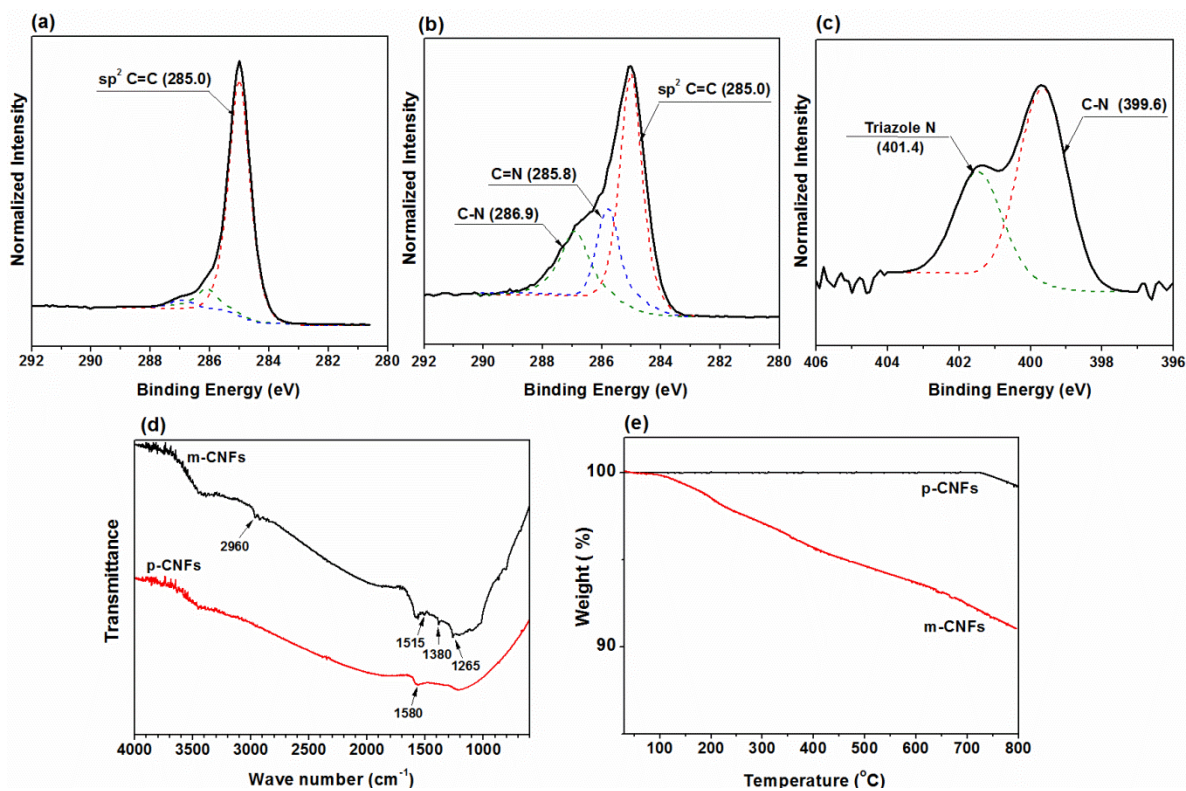 (a)
sp² C=C (285.0)
Normalized Intensity
292 290 288 286 284 282 280
Binding Energy (eV)
(b)
sp² C=C (285.0)
C=N (285.8)
C-N (286.9)
Normalized Intensity
292 290 288 286 284 282 280
Binding Energy (eV)
(c)
Triazole N
(401.4)
C-N (399.6)
Normalized Intensity
406 404 402 400 398 396
Binding Energy (eV)
(d)
m-CNFs
2960
p-CNFs
1515
1380
1265
1580
Transmittance
4000 3500 3000 2500 2000 1500 1000
Wave number (cm⁻¹)
(e)
100
p-CNFs
m-CNFs
90
Weight ( %)
100 200 300 400 500 600 700 800
Temperature (°C)